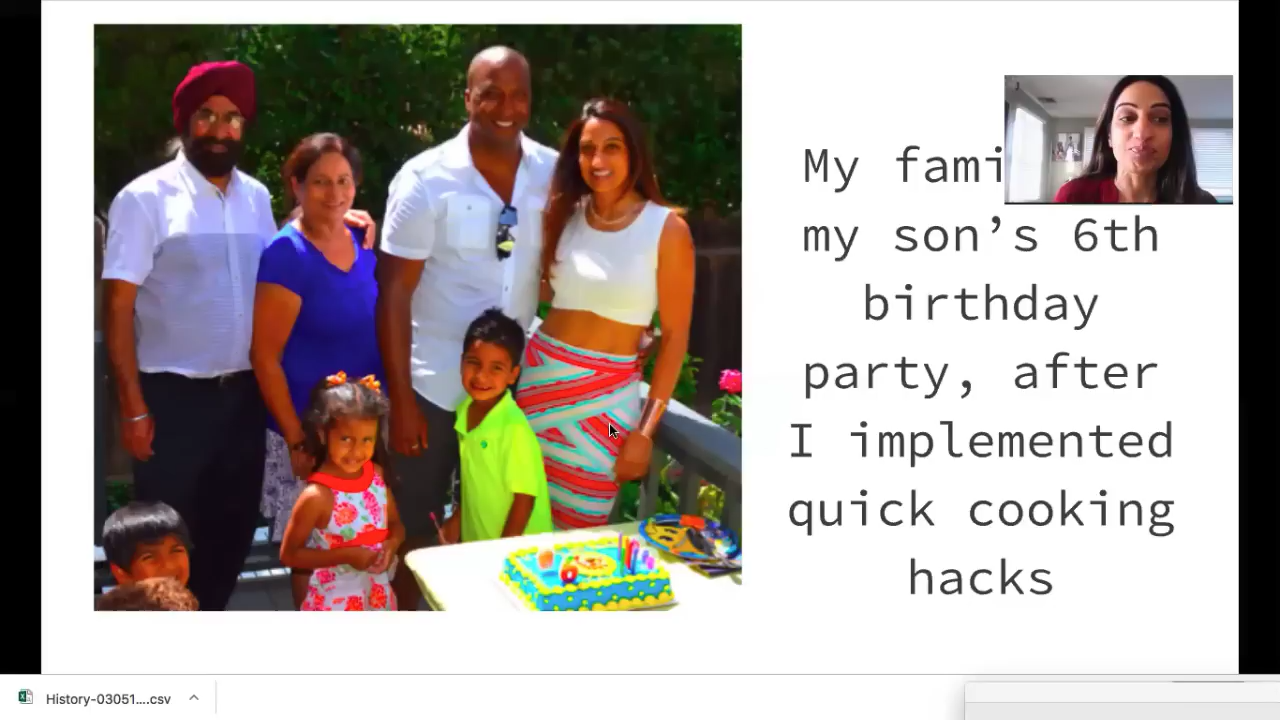 My fami
my son’s 6th
birthday
party, after
I implemented
quick cooking
hacks
History-03051....csv